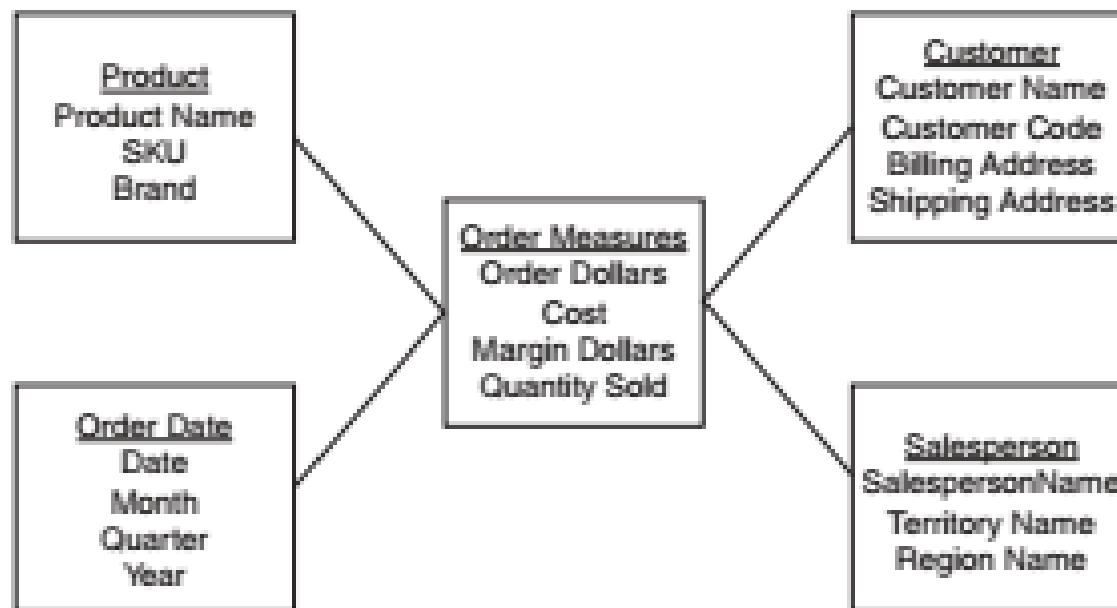 Product
Product Name
SKU
Brand
Customer
Customer Name
Customer Code
Billing Address
Shipping Address
Order Measures
Order Dollars
Cost
Margin Dollars
Quantity Sold
Order Date
Date
Month
Quarter
Year
Salesperson
SalespersonName
Territory Name
Region Name